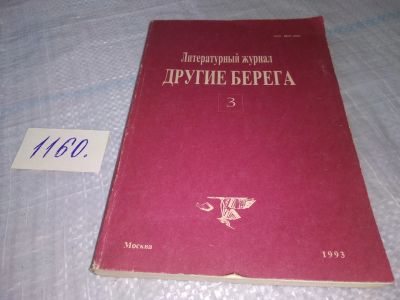 Литературный журнал
ДРУГИЕ БЕРЕГА
3
1160.
Москва 1993